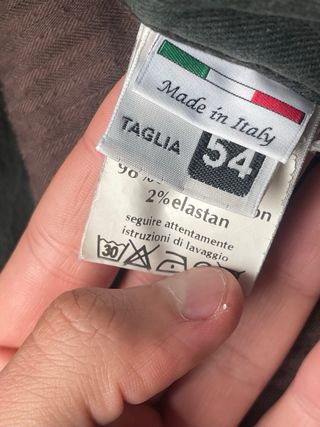 Made in Italy
TAGLIA 54
2% elastan
seguire attentamente
istruzioni di lavaggio
30